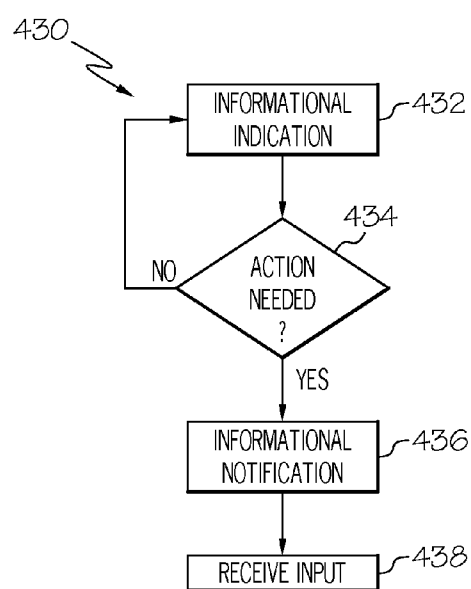 430
INFORMATIONAL
INDICATION
432
434
NO
ACTION
NEEDED
?
YES
INFORMATIONAL
NOTIFICATION
436
RECEIVE INPUT
438